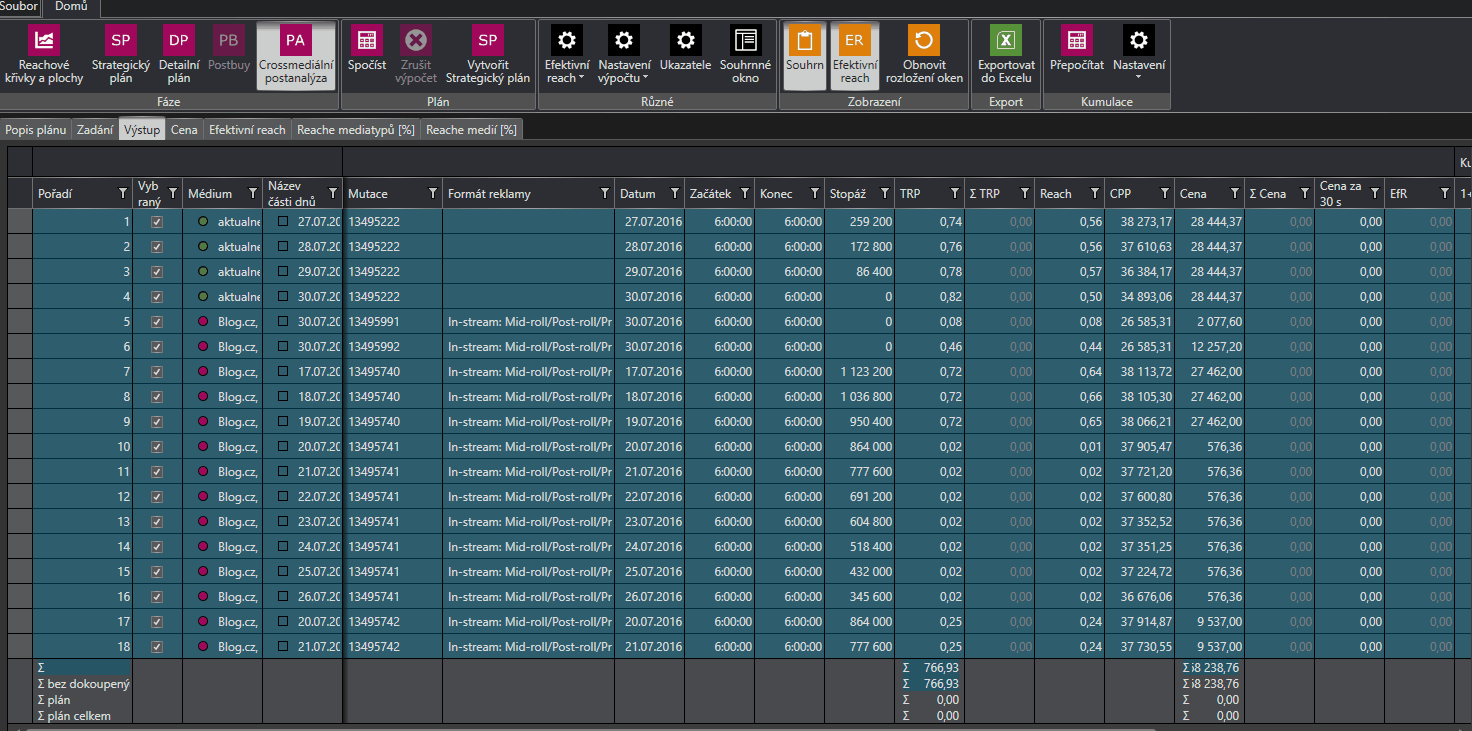 Soubor Domů
Reachové křivky a plochy
Strategický plán
Detailní plán
Postbuy
Crossmediální postanalýza
Spočíst
Zrušit výpočet
Vytvořit Strategický plán
Efektivní reach
Nastavení výpočtu
Ukazatele
Souhrnné okno
Souhrn
Efektivní reach
Obnovit rozložení oken
Exportovat do Excelu
Přepočítat
Nastavení
SP DP PB PA SP ER
Fáze Plán Různé Zobrazení Export Kumulace
Popis plánu Zadání Výstup Cena Efektivní reach Reache mediatypů [%] Reache medií [%]
Ku
Pořadí Vyb raný Médium Název části dnů Mutace Formát reklamy Datum Začátek Konec Stopáž TRP Σ TRP Reach CPP Cena Σ Cena Cena za 30 s EfR 1+
1 aktualne 27.07.20 13495222 27.07.2016 6:00:00 6:00:00 259 200 0,74 0,00 0,56 38 273,17 28 444,37 0,00 0,00 0,00
2 aktualne 28.07.20 13495222 28.07.2016 6:00:00 6:00:00 172 800 0,76 0,00 0,56 37 610,63 28 444,37 0,00 0,00 0,00
3 aktualne 29.07.20 13495222 29.07.2016 6:00:00 6:00:00 86 400 0,78 0,00 0,57 36 384,17 28 444,37 0,00 0,00 0,00
4 aktualne 30.07.20 13495222 30.07.2016 6:00:00 6:00:00 0 0,82 0,00 0,50 34 893,06 28 444,37 0,00 0,00 0,00
5 Blog.cz, 30.07.20 13495991 In-stream: Mid-roll/Post-roll/Pr 30.07.2016 6:00:00 6:00:00 0 0,08 0,00 0,08 26 585,31 2 077,60 0,00 0,00 0,00
6 Blog.cz, 30.07.20 13495992 In-stream: Mid-roll/Post-roll/Pr 30.07.2016 6:00:00 6:00:00 0 0,46 0,00 0,44 26 585,31 12 257,20 0,00 0,00 0,00
7 Blog.cz, 17.07.20 13495740 In-stream: Mid-roll/Post-roll/Pr 17.07.2016 6:00:00 6:00:00 1 123 200 0,72 0,00 0,64 38 113,72 27 462,00 0,00 0,00 0,00
8 Blog.cz, 18.07.20 13495740 In-stream: Mid-roll/Post-roll/Pr 18.07.2016 6:00:00 6:00:00 1 036 800 0,72 0,00 0,66 38 105,30 27 462,00 0,00 0,00 0,00
9 Blog.cz, 19.07.20 13495740 In-stream: Mid-roll/Post-roll/Pr 19.07.2016 6:00:00 6:00:00 950 400 0,72 0,00 0,65 38 066,21 27 462,00 0,00 0,00 0,00
10 Blog.cz, 20.07.20 13495741 In-stream: Mid-roll/Post-roll/Pr 20.07.2016 6:00:00 6:00:00 864 000 0,02 0,00 0,01 37 905,47 576,36 0,00 0,00 0,00
11 Blog.cz, 21.07.20 13495741 In-stream: Mid-roll/Post-roll/Pr 21.07.2016 6:00:00 6:00:00 777 600 0,02 0,00 0,02 37 721,20 576,36 0,00 0,00 0,00
12 Blog.cz, 22.07.20 13495741 In-stream: Mid-roll/Post-roll/Pr 22.07.2016 6:00:00 6:00:00 691 200 0,02 0,00 0,02 37 600,80 576,36 0,00 0,00 0,00
13 Blog.cz, 23.07.20 13495741 In-stream: Mid-roll/Post-roll/Pr 23.07.2016 6:00:00 6:00:00 604 800 0,02 0,00 0,02 37 352,52 576,36 0,00 0,00 0,00
14 Blog.cz, 24.07.20 13495741 In-stream: Mid-roll/Post-roll/Pr 24.07.2016 6:00:00 6:00:00 518 400 0,02 0,00 0,02 37 351,25 576,36 0,00 0,00 0,00
15 Blog.cz, 25.07.20 13495741 In-stream: Mid-roll/Post-roll/Pr 25.07.2016 6:00:00 6:00:00 432 000 0,02 0,00 0,02 37 224,72 576,36 0,00 0,00 0,00
16 Blog.cz, 26.07.20 13495741 In-stream: Mid-roll/Post-roll/Pr 26.07.2016 6:00:00 6:00:00 345 600 0,02 0,00 0,02 36 676,06 576,36 0,00 0,00 0,00
17 Blog.cz, 20.07.20 13495742 In-stream: Mid-roll/Post-roll/Pr 20.07.2016 6:00:00 6:00:00 864 000 0,25 0,00 0,24 37 914,87 9 537,00 0,00 0,00 0,00
18 Blog.cz, 21.07.20 13495742 In-stream: Mid-roll/Post-roll/Pr 21.07.2016 6:00:00 6:00:00 777 600 0,25 0,00 0,24 37 730,55 9 537,00 0,00 0,00 0,00
Σ Σ 766,93 Σ 238,76
Σ bez dokoupený Σ 766,93 Σ 238,76
Σ plán Σ 0,00 Σ 0,00
Σ plán celkem Σ 0,00 Σ 0,00